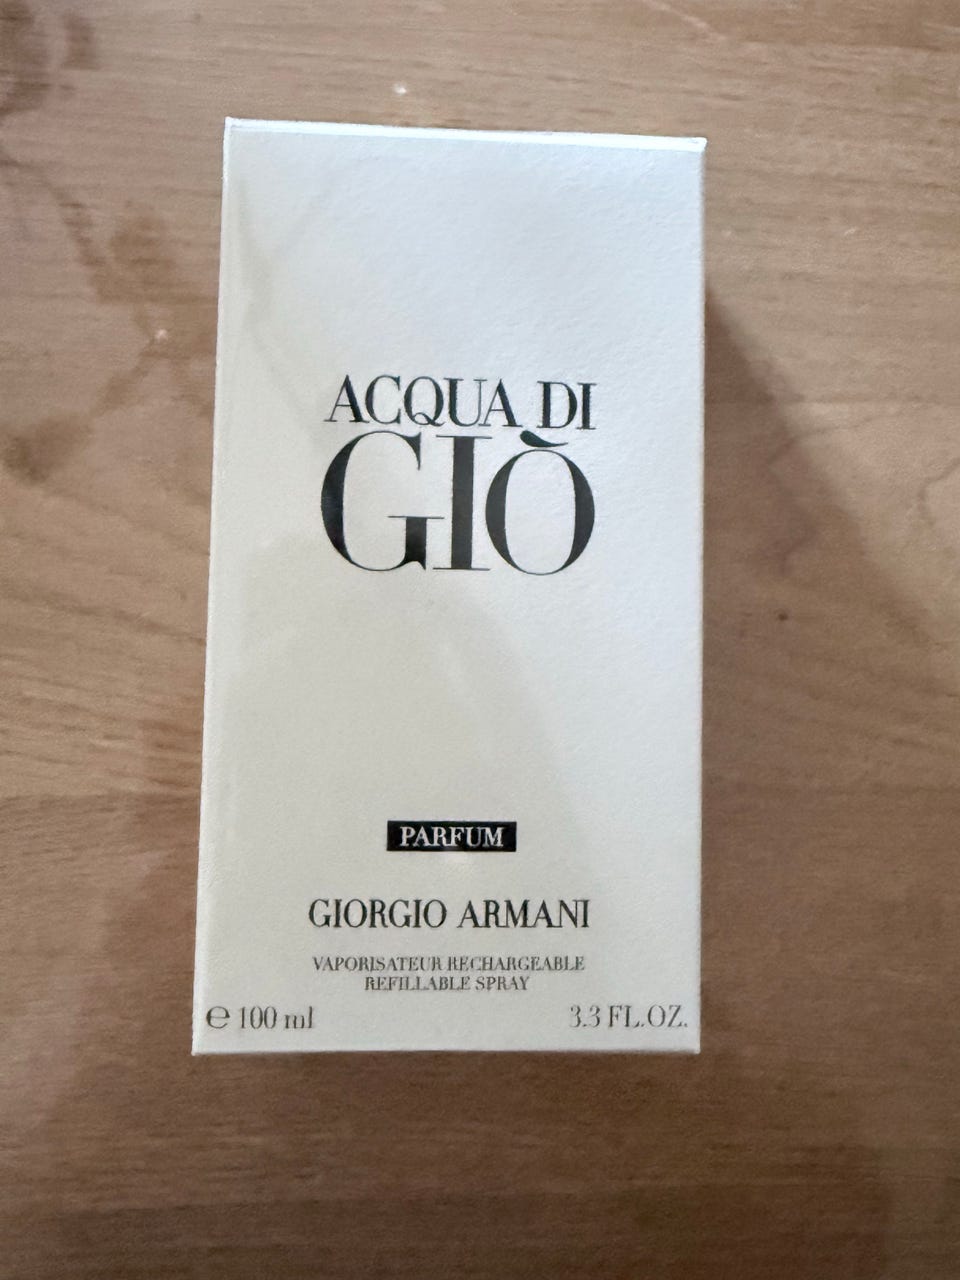 ACQUA DI
GIÒ
PARFUM
GIORGIO ARMANI
VAPORISATEUR RECHARGEABLE
REFILLABLE SPRAY
℮ 100 ml 3.3 FL.OZ.